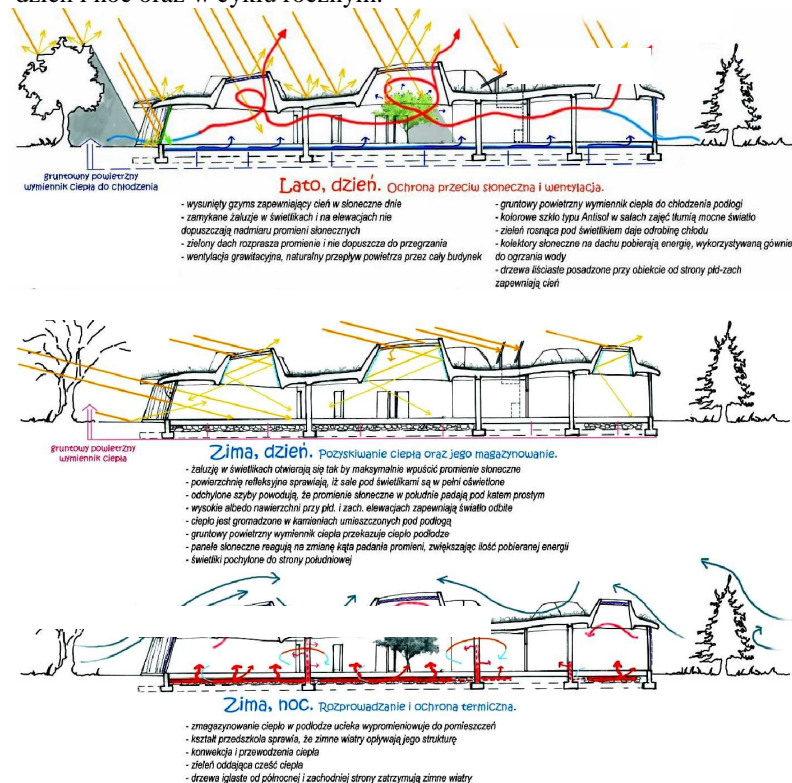 dzień i noc oraz w cyklu rocznym.
gruntowny powietrzny
wymiennik ciepła do chłodzenia
Lato, dzień. Ochrona przeciw słoneczna i wentylacja.
- wysunięty gzyms zapewniający cień w słoneczne dnie
- zamykane żaluzje w świetlikach i na elewacjach nie
dopuszczają nadmiaru promieni słonecznych
- zielony dach rozprasza promienie i nie dopuszcza do przegrzania
- wentylacja grawitacyjna, naturalny przepływ powietrza przez cały budynek
- gruntowy powietrzny wymiennik ciepła do chłodzenia podłogi
- kolorowe szkło typu Antisol w salach zajęć tłumią mocne światło
- zieleń rosnąca pod świetlikiem daje odrobinę chłodu
- kolektory słoneczne na dachu pobierają energię, wykorzystywaną gównie
do ogrzania wody
- drzewa liściaste posadzone przy obiekcie od strony płd-zach
zapewniają cień
gruntowy powietrzny
wymiennik ciepła
Zima, dzień. Pozyskiwanie ciepła oraz jego magazynowanie.
- żaluzję w świetlikach otwierają się tak by maksymalnie wpuścić promienie słoneczne
- powierzchnię refleksyjne sprawiają, iż sale pod świetlikami są w pełni oświetlone
- odchylone szyby powodują, że promienie słoneczne w południe padają pod katem prostym
- wysokie albedo nawierzchni przy płd. i zach. elewacjach zapewniają światło odbite
- ciepło jest gromadzone w kamieniach umieszczonych pod podłogą
- gruntowy powietrzny wymiennik ciepła przekazuje ciepło podłodze
- panele słoneczne reagują na zmianę kąta padania promieni, zwiększając ilość pobieranej energii
- świetliki pochylone do strony południowej
Zima, noc. Rozprowadzanie i ochrona termiczna.
- zmagazynowanie ciepło w podłodze ucieka wypromieniowuje do pomieszczeń
- kształt przedszkola sprawia, że zimne wiatry opływają jego strukturę
- konwekcja i przewodzenia ciepła
- zieleń oddająca cześć ciepła
- drzewa iglaste od północnej i zachodniej strony zatrzymują zimne wiatry